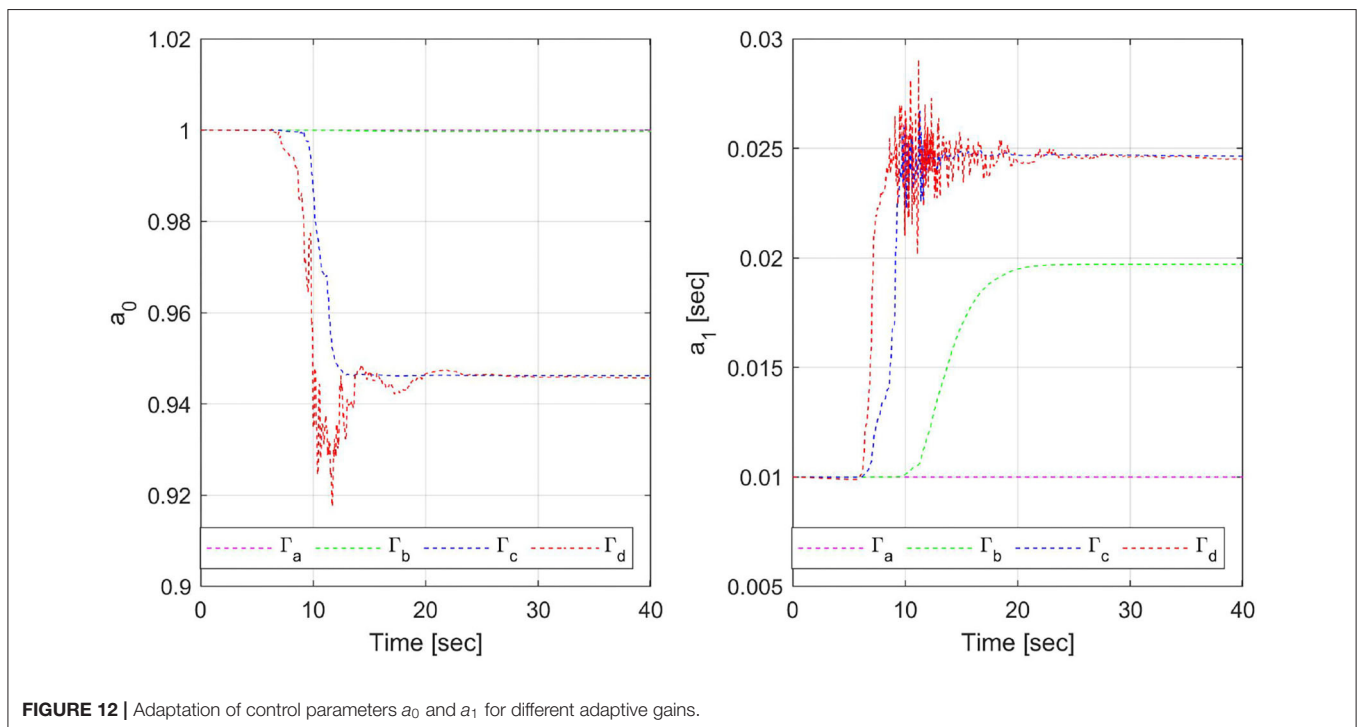 1.02
1
0.98
0.96
0.94
0.92
0.9
a0
0 10 20 30 40
Time [sec]
Γa Γb Γc Γd
0.03
0.025
0.02
0.015
0.01
0.005
a1 [sec]
0 10 20 30 40
Time [sec]
Γa Γb Γc Γd
FIGURE 12 | Adaptation of control parameters a0 and a1 for different adaptive gains.